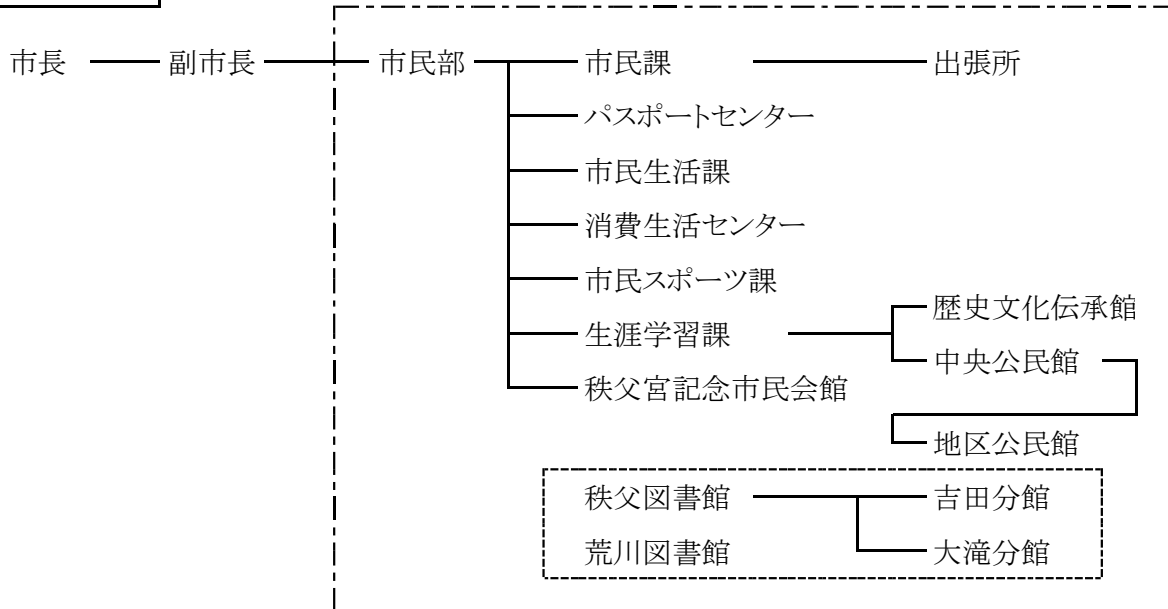 市長 副市長 市民部 市民課 出張所
パスポートセンター
市民生活課
消費生活センター
市民スポーツ課
歴史文化伝承館
生涯学習課
中央公民館
秩父宮記念市民会館
地区公民館
秩父図書館 吉田分館
荒川図書館 大滝分館